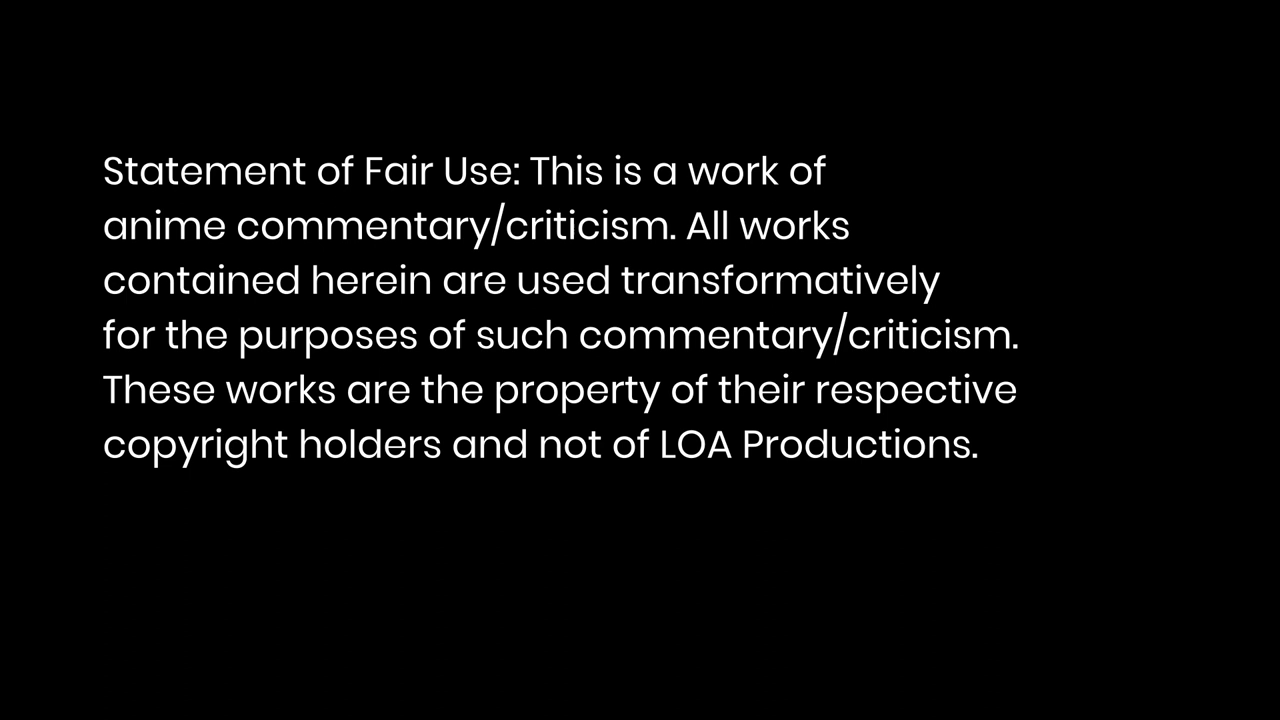 Statement of Fair Use: This is a work of
anime commentary/criticism. All works
contained herein are used transformatively
for the purposes of such commentary/criticism.
These works are the property of their respective
copyright holders and not of LOA Productions.